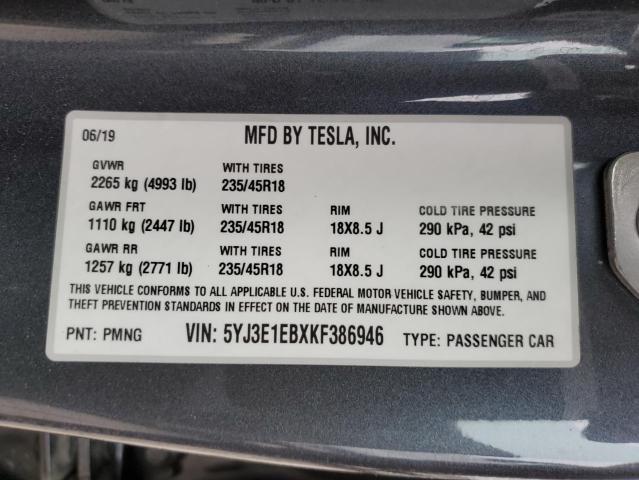 06/19 MFD BY TESLA, INC.
GVWR WITH TIRES
2265 kg (4993 lb) 235/45R18
GAWR FRT WITH TIRES RIM COLD TIRE PRESSURE
1110 kg (2447 lb) 235/45R18 18X8.5 J 290 kPa, 42 psi
GAWR RR WITH TIRES RIM COLD TIRE PRESSURE
1257 kg (2771 lb) 235/45R18 18X8.5 J 290 kPa, 42 psi
THIS VEHICLE CONFORMS TO ALL APPLICABLE U.S. FEDERAL MOTOR VEHICLE SAFETY, BUMPER, AND
THEFT PREVENTION STANDARDS IN EFFECT ON THE DATE OF MANUFACTURE SHOWN ABOVE.
PNT: PMNG VIN: 5YJ3E1EBXKF386946 TYPE: PASSENGER CAR